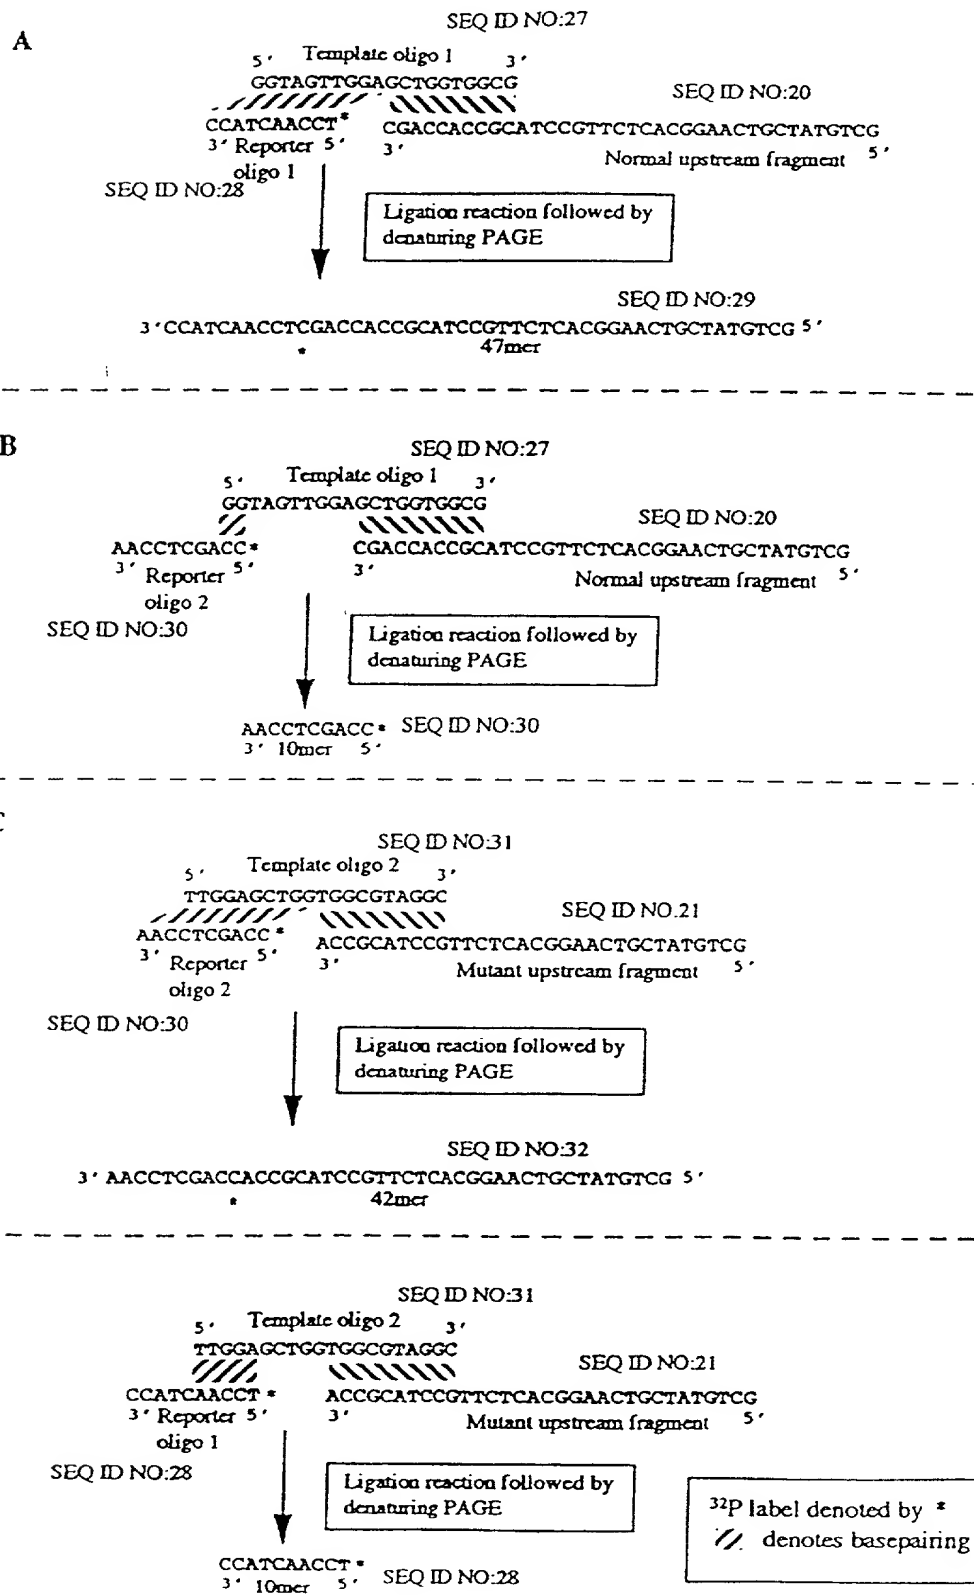 A
SEQ ID NO:27
5' Template oligo 1 3'
GGTAGTTGGAGCTGGTGGCG
SEQ ID NO:20
CCATCAACCT* CGACCACCGCATCCGTTCTCACGGAACTGCTATGTCG
3' Reporter 5' 3' Normal upstream fragment 5'
oligo 1
SEQ ID NO:28
Ligation reaction followed by
denaturing PAGE
SEQ ID NO:29
3'CCATCAACCTCGACCACCGCATCCGTTCTCACGGAACTGCTATGTCG 5'
* 47mer
B
SEQ ID NO:27
5' Template oligo 1 3'
GGTAGTTGGAGCTGGTGGCG
SEQ ID NO:20
AACCTCGACC* CGACCACCGCATCCGTTCTCACGGAACTGCTATGTCG
3' Reporter 5' 3' Normal upstream fragment 5'
oligo 2
SEQ ID NO:30
Ligation reaction followed by
denaturing PAGE
AACCTCGACC* SEQ ID NO:30
3' 10mer 5'
SEQ ID NO:31
5' Template oligo 2 3'
TTGGAGCTGGTGGCGTAGGC
SEQ ID NO.21
AACCTCGACC * ACCGCATCCGTTCTCACGGAACTGCTATGTCG
3' Reporter 5' 3' Mutant upstream fragment 5'
oligo 2
SEQ ID NO:30
Ligation reaction followed by
denaturing PAGE
SEQ ID NO:32
3' AACCTCGACCACCGCATCCGTTCTCACGGAACTGCTATGTCG 5'
* 42mer
SEQ ID NO:31
5' Template oligo 2 3'
TTGGAGCTGGTGGCGTAGGC
SEQ ID NO:21
CCATCAACCT * ACCGCATCCGTTCTCACGGAACTGCTATGTCG
3' Reporter 5' 3' Mutant upstream fragment 5'
oligo 1
SEQ ID NO:28
Ligation reaction followed by
denaturing PAGE
32P label denoted by *
denotes basepairing
CCATCAACCT* SEQ ID NO:28
3' 10mer 5'